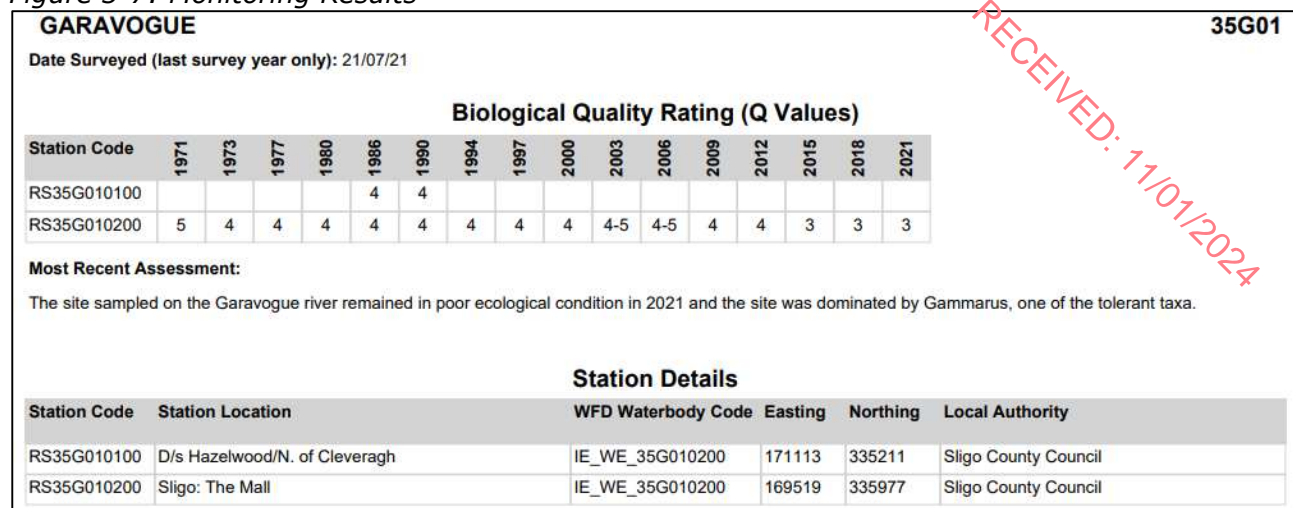 Figure 5-7: Monitoring Results
GARAVOGUE 35G01
Date Surveyed (last survey year only): 21/07/21
RECEIVED: 11/01/2024
Biological Quality Rating (Q Values)
Station Code 1971 1973 1977 1980 1986 1990 1994 1997 2000 2003 2006 2009 2012 2015 2018 2021
RS35G010100 4 4
RS35G010200 5 4 4 4 4 4 4 4 4 4-5 4-5 4 4 3 3 3
Most Recent Assessment:
The site sampled on the Garavogue river remained in poor ecological condition in 2021 and the site was dominated by Gammarus, one of the tolerant taxa.
Station Details
Station Code Station Location WFD Waterbody Code Easting Northing Local Authority
RS35G010100 D/s Hazelwood/N. of Cleveragh IE_WE_35G010200 171113 335211 Sligo County Council
RS35G010200 Sligo: The Mall IE_WE_35G010200 169519 335977 Sligo County Council